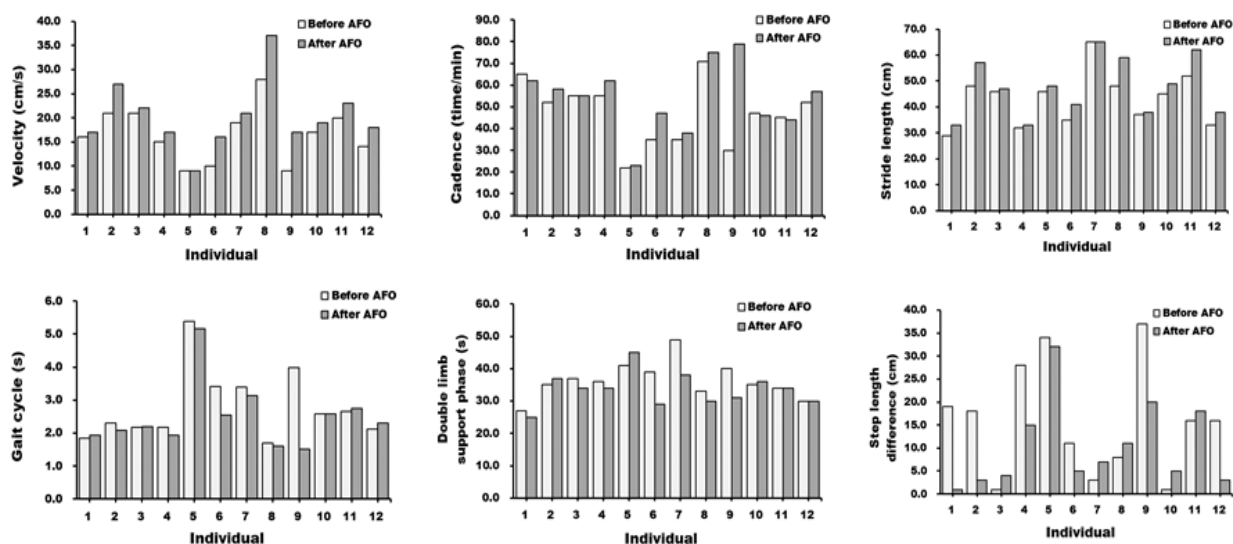 Velocity (cm/s)
40.0
35.0
30.0
25.0
20.0
15.0
10.0
5.0
0.0
Before AFO
After AFO
1 2 3 4 5 6 7 8 9 10 11 12
Individual
Cadence (time/min)
90.0
80.0
70.0
60.0
50.0
40.0
30.0
20.0
10.0
0.0
Before AFO
After AFO
1 2 3 4 5 6 7 8 9 10 11 12
Individual
Stride length (cm)
70.0
60.0
50.0
40.0
30.0
20.0
10.0
0.0
Before AFO
After AFO
1 2 3 4 5 6 7 8 9 10 11 12
Individual
Gait cycle (s)
6.0
5.0
4.0
3.0
2.0
1.0
0.0
Before AFO
After AFO
1 2 3 4 5 6 7 8 9 10 11 12
Individual
Double limb
support phase (s)
60.0
50.0
40.0
30.0
20.0
10.0
0.0
Before AFO
After AFO
1 2 3 4 5 6 7 8 9 10 11 12
Individual
Step length
difference (cm)
40.0
35.0
30.0
25.0
20.0
15.0
10.0
5.0
0.0
Before AFO
After AFO
1 2 3 4 5 6 7 8 9 10 11 12
Individual